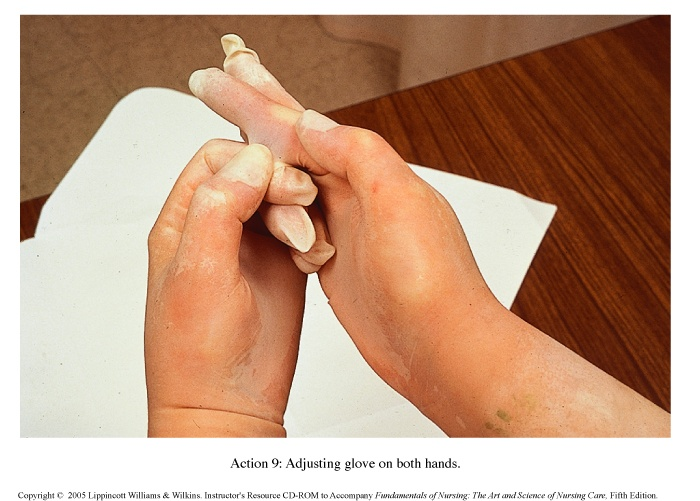 Action 9: Adjusting glove on both hands.
Copyright © 2005 Lippincott Williams & Wilkins. Instructor's Resource CD-ROM to Accompany Fundamentals of Nursing: The Art and Science of Nursing Care, Fifth Edition.